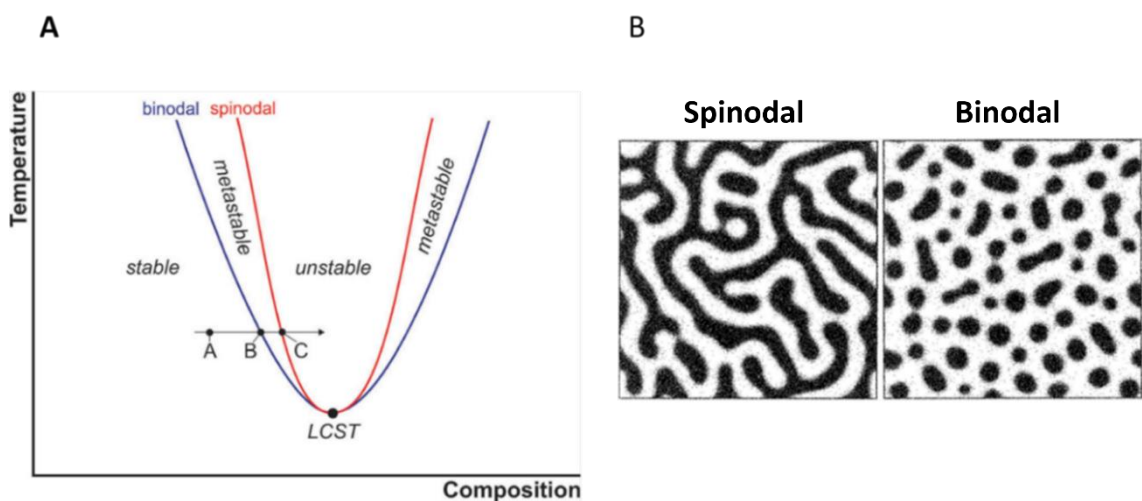 A
B
Spinodal
Binodal
Temperature
binodal
spinodal
metastable
metastable
stable
unstable
A
B
C
LCST
Composition